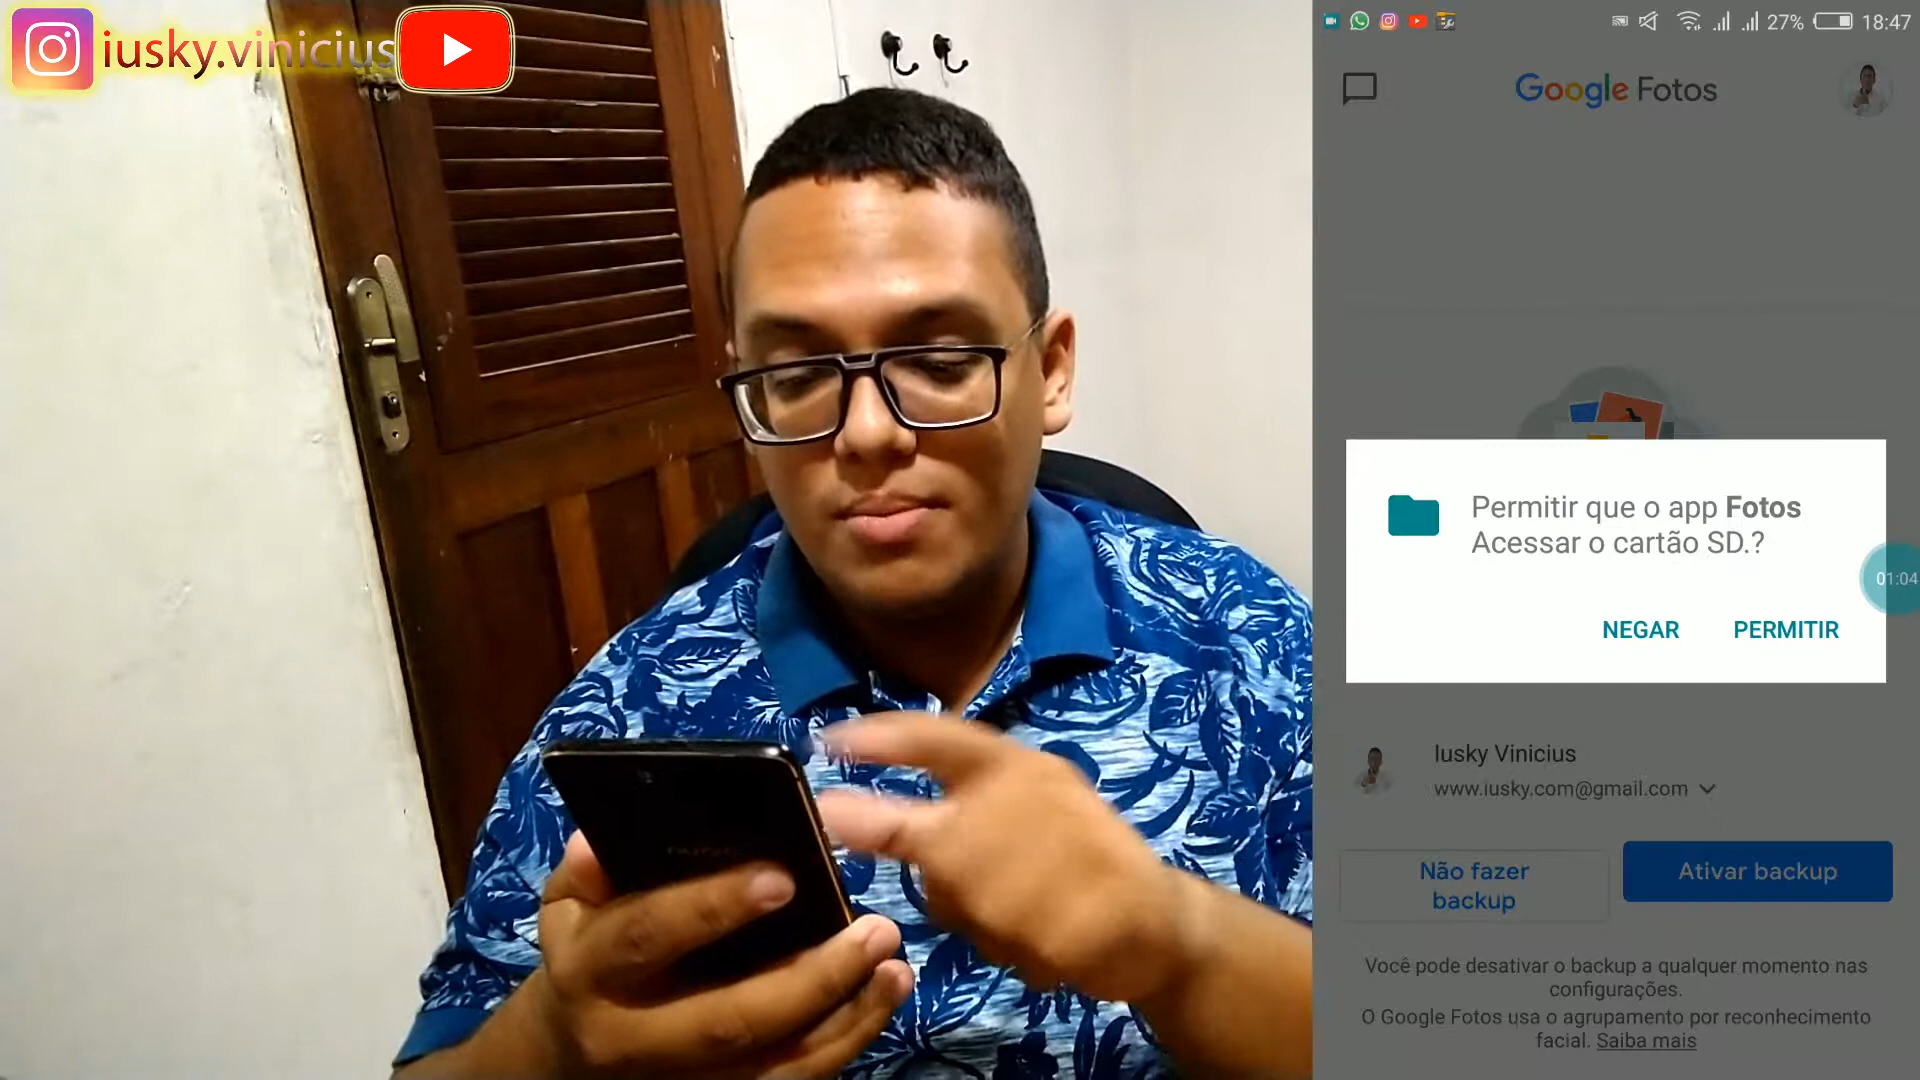 iusky.vinicius
27% 18:47
Google Fotos
Permitir que o app Fotos
Acessar o cartão SD.?
01:04
NEGAR PERMITIR
Iusky Vinicius
www.iusky.com@gmail.com
Não fazer
backup
Ativar backup
Você pode desativar o backup a qualquer momento nas
configurações.
O Google Fotos usa o agrupamento por reconhecimento
facial. Saiba mais